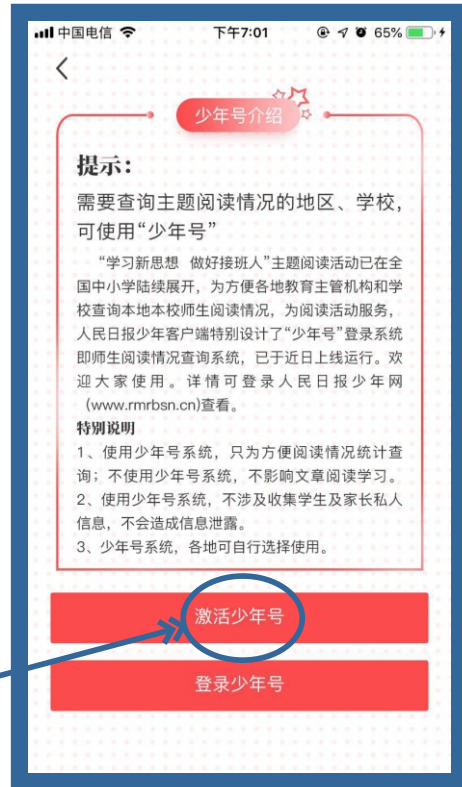 中国电信 下午7:01 65%
少年号介绍
提示：
需要查询主题阅读情况的地区、学校，
可使用“少年号”
“学习新思想 做好接班人”主题阅读活动已在全
国中小学陆续展开，为方便各地教育主管机构和学
校查询本地本校师生阅读情况，为阅读活动服务，
人民日报少年客户端特别设计了“少年号”登录系统
即师生阅读情况查询系统，已于近日上线运行。欢
迎大家使用。详情可登录人民日报少年网
(www.rmrbsn.cn)查看。
特别说明
1、使用少年号系统，只为方便阅读情况统计查
询；不使用少年号系统，不影响文章阅读学习。
2、使用少年号系统，不涉及收集学生及家长私人
信息，不会造成信息泄露。
3、少年号系统，各地可自行选择使用。
激活少年号
登录少年号